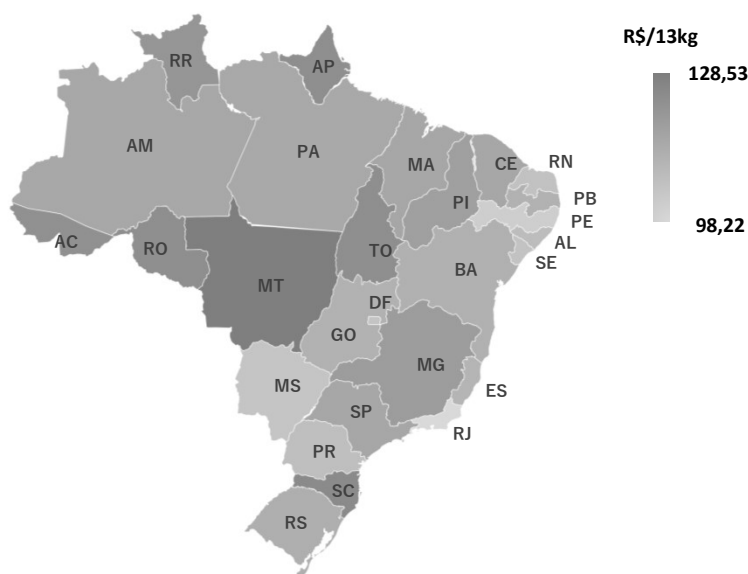 R$/13kg
128,53
98,22
RR
AP
AM
PA
MA
CE
RN
PI
PB
PE
AL
SE
AC
RO
TO
BA
MT
DF
GO
MG
ES
MS
SP
RJ
PR
SC
RS